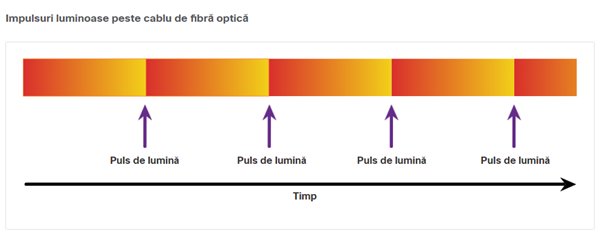 Impulsuri luminoase peste cablu de fibră optică
Puls de lumină Puls de lumină Puls de lumină Puls de lumină
Timp